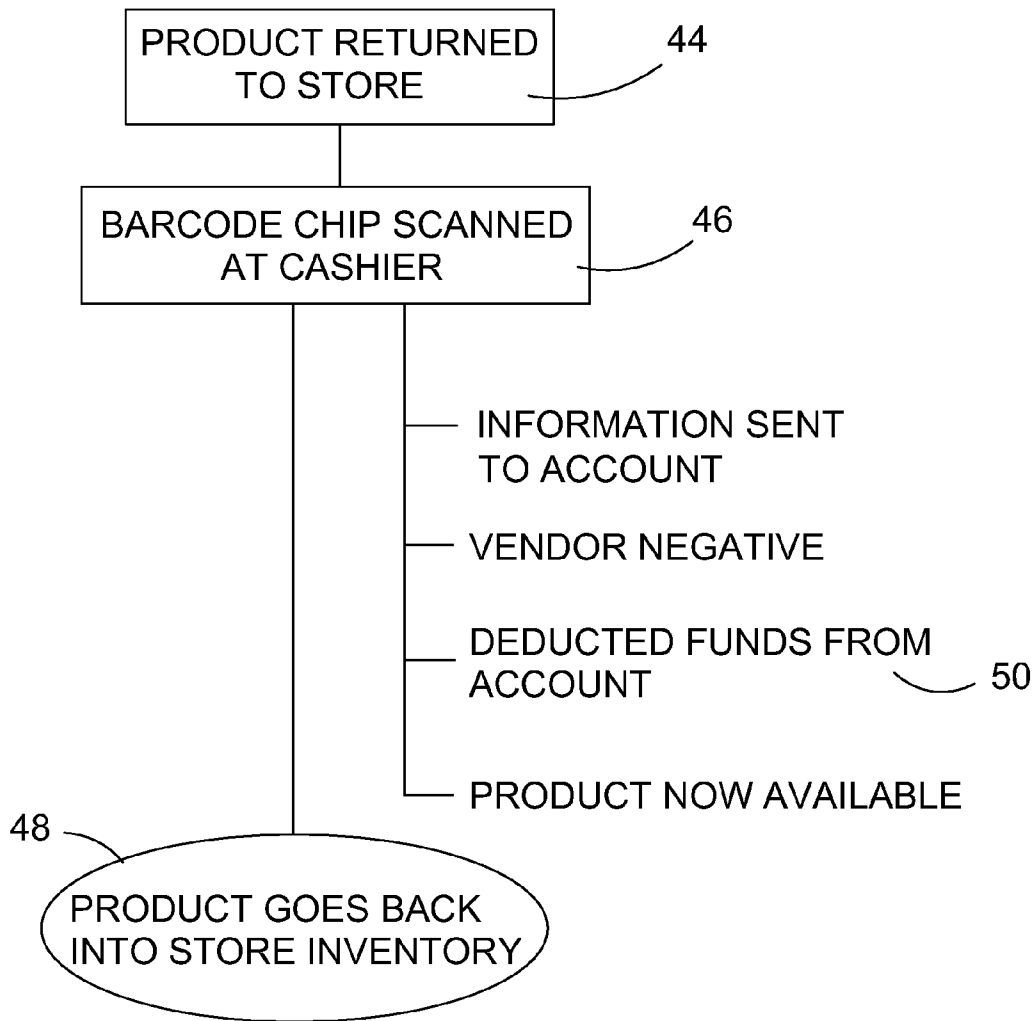 PRODUCT RETURNED
TO STORE
44
BARCODE CHIP SCANNED
AT CASHIER
46
INFORMATION SENT
TO ACCOUNT
VENDOR NEGATIVE
DEDUCTED FUNDS FROM
ACCOUNT
50
PRODUCT NOW AVAILABLE
48
PRODUCT GOES BACK
INTO STORE INVENTORY